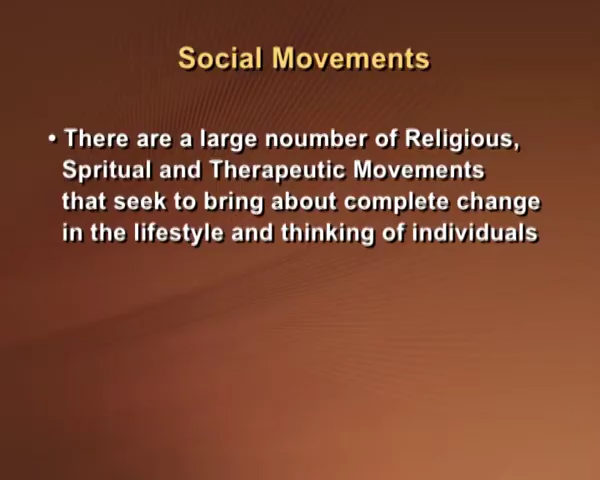 Social Movements
• There are a large noumber of Religious,
Spritual and Therapeutic Movements
that seek to bring about complete change
in the lifestyle and thinking of individuals